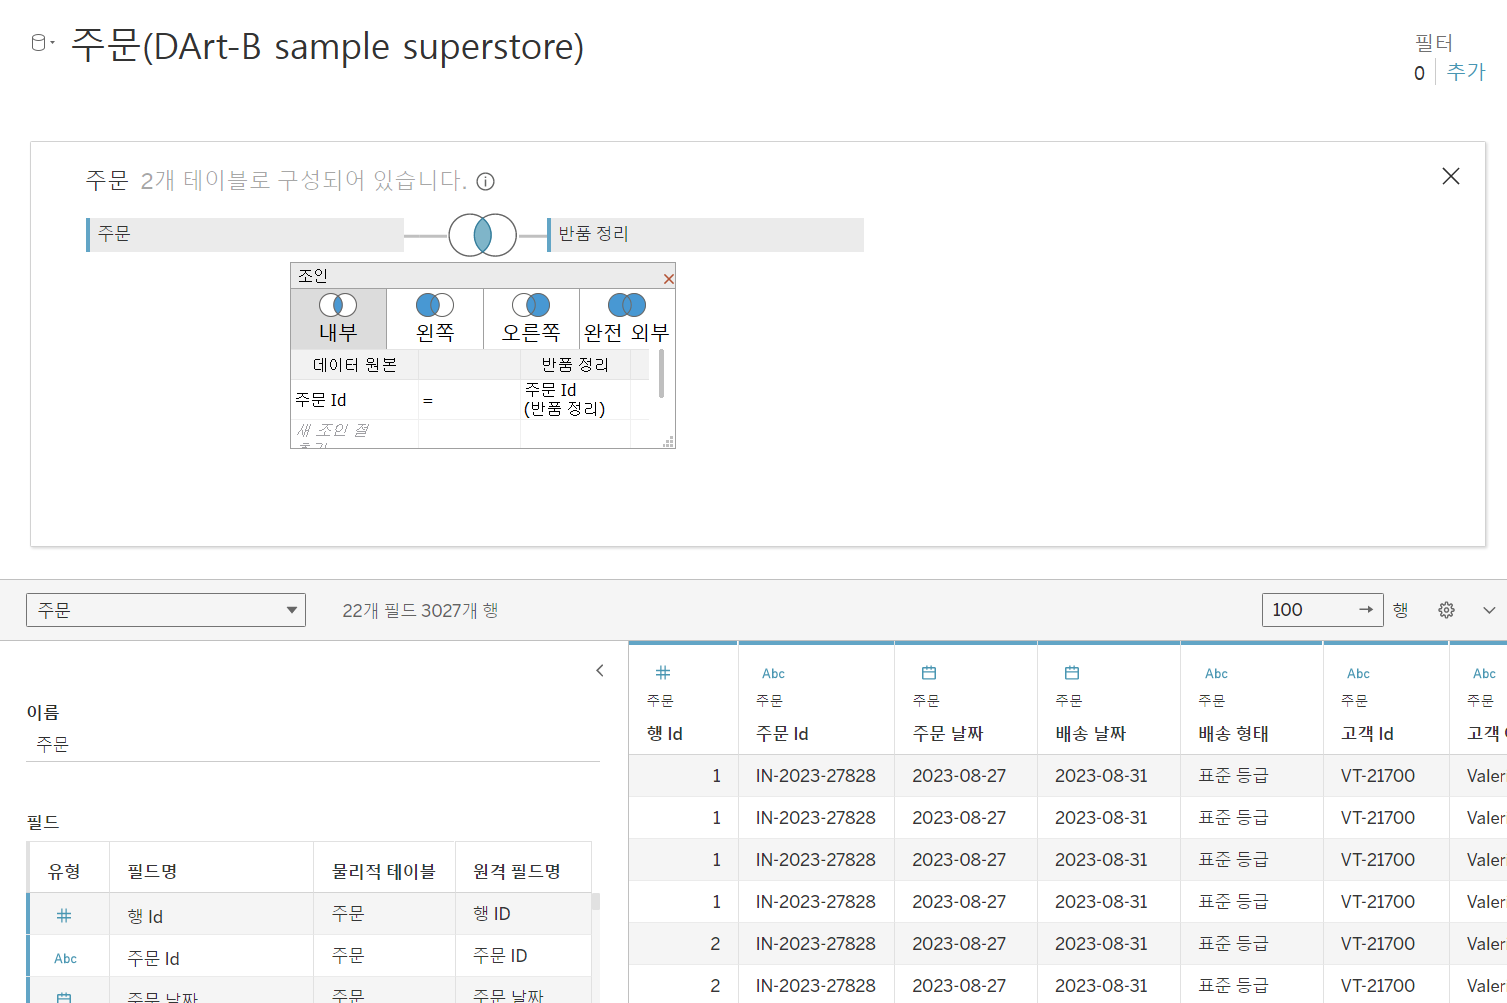 주문(DArt-B sample superstore)
필터
0 추가
주문 2개 테이블로 구성되어 있습니다.
주문
반품 정리
조인
내부 왼쪽 오른쪽 완전 외부
데이터 원본 반품 정리
주문 Id = 주문 Id
(반품 정리)
새 조인 절
추가
주문 22개 필드 3027개 행 100 → 행
이름
주문
필드
유형 필드명 물리적 테이블 원격 필드명
행 Id 주문 행 ID
Abc 주문 Id 주문 주문 ID
주문 날짜 주문 주문 날짜
Abc Abc Abc Abc
주문 주문 주문 주문 주문 주문 주문
행 Id 주문 Id 주문 날짜 배송 날짜 배송 형태 고객 Id 고객
1 IN-2023-27828 2023-08-27 2023-08-31 표준 등급 VT-21700 Valer
1 IN-2023-27828 2023-08-27 2023-08-31 표준 등급 VT-21700 Valer
1 IN-2023-27828 2023-08-27 2023-08-31 표준 등급 VT-21700 Valer
1 IN-2023-27828 2023-08-27 2023-08-31 표준 등급 VT-21700 Valer
2 IN-2023-27828 2023-08-27 2023-08-31 표준 등급 VT-21700 Valer
2 IN-2023-27828 2023-08-27 2023-08-31 표준 등급 VT-21700 Valer